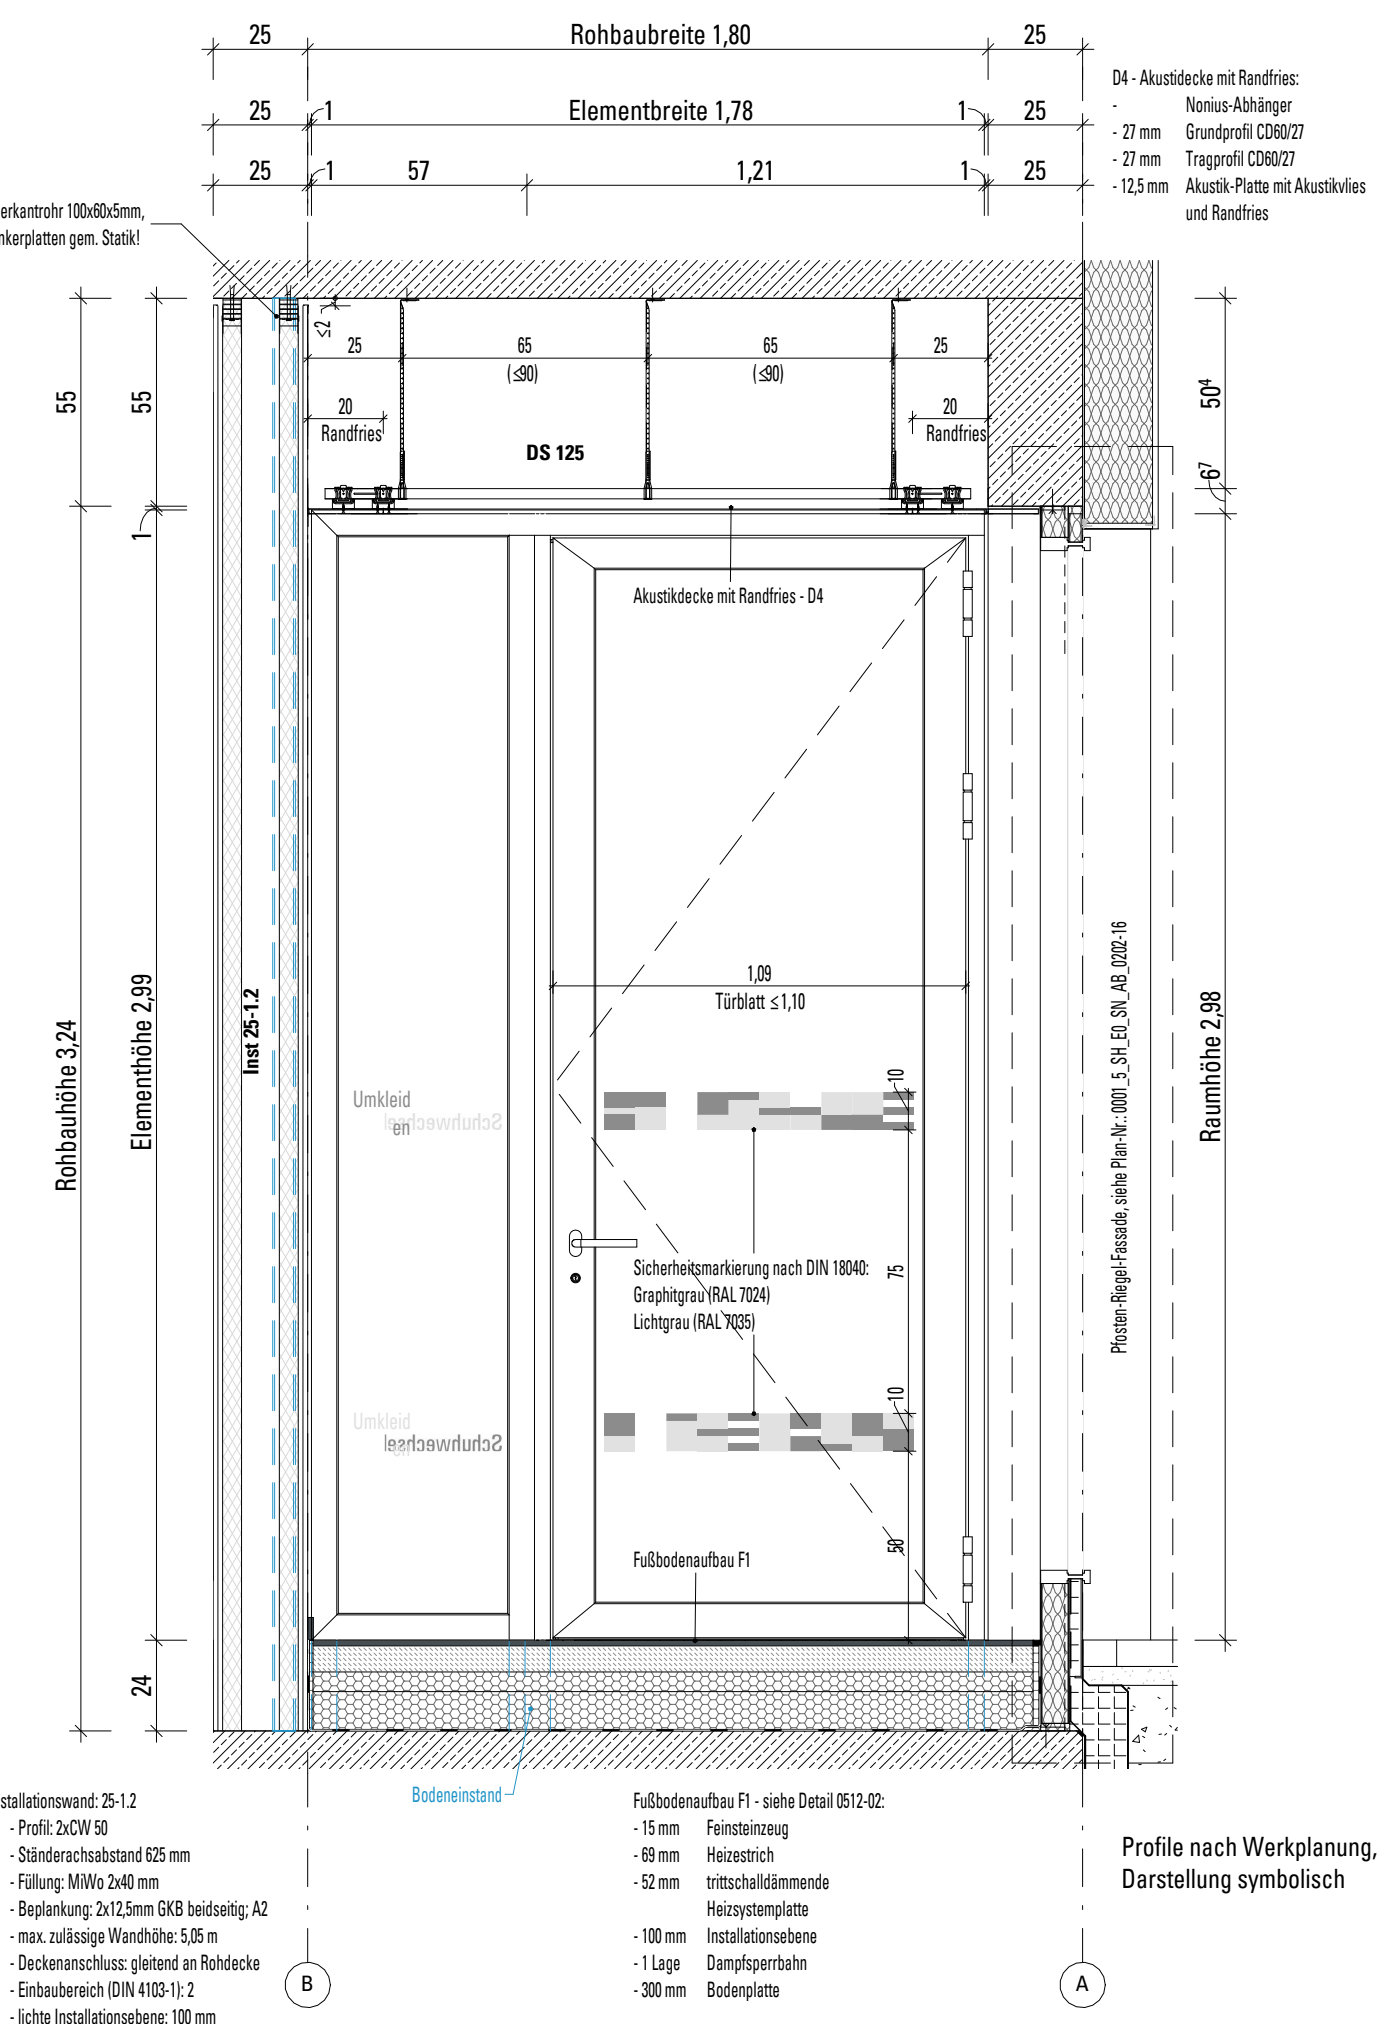 25
Rohbaubreite 1,80
25
25
1
Elementbreite 1,78
1
25
25
1
57
1,21
1
25
D4 - Akustidecke mit Randfries:
- Nonius-Abhänger
- 27 mm Grundprofil CD60/27
- 27 mm Tragprofil CD60/27
- 12,5 mm Akustik-Platte mit Akustikvlies
und Randfries
erkantrohr 100x60x5mm,
nkerplatten gem. Statik!
≤2
25
65
(≤90)
65
(≤90)
25
20
Randfries
20
Randfries
DS 125
55
55
1
50⁴
6⁷
Akustikdecke mit Randfries - D4
Rohbauhöhe 3,24
Elementhöhe 2,99
Inst 25-1.2
1,09
Türblatt ≤1,10
Pfosten-Riegel-Fassade, siehe Plan-Nr.: 0001_5_SH_E0_SN_AB_0202-16
Raumhöhe 2,98
Umkleid
en
Schuhwechsel
10
Sicherheitsmarkierung nach DIN 18040:
Graphitgrau (RAL 7024)
Lichtgrau (RAL 7035)
75
10
Umkleid
en
Schuhwechsel
50
Fußbodenaufbau F1
24
Bodeneinstand
stallationswand: 25-1.2
- Profil: 2xCW 50
- Ständerachsabstand 625 mm
- Füllung: MiWo 2x40 mm
- Beplankung: 2x12,5mm GKB beidseitig; A2
- max. zulässige Wandhöhe: 5,05 m
- Deckenanschluss: gleitend an Rohdecke
- Einbaubereich (DIN 4103-1): 2
- lichte Installationsebene: 100 mm
B
Fußbodenaufbau F1 - siehe Detail 0512-02:
- 15 mm Feinsteinzeug
- 69 mm Heizestrich
- 52 mm trittschalldämmende
Heizsystemplatte
- 100 mm Installationsebene
- 1 Lage Dampfsperrbahn
- 300 mm Bodenplatte
A
Profile nach Werkplanung,
Darstellung symbolisch